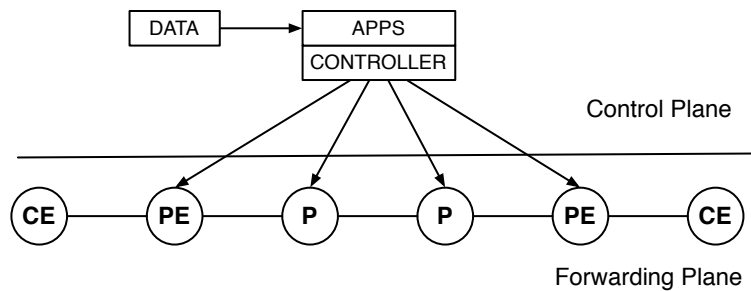 DATA
APPS
CONTROLLER
Control Plane
CE PE P P PE CE
Forwarding Plane